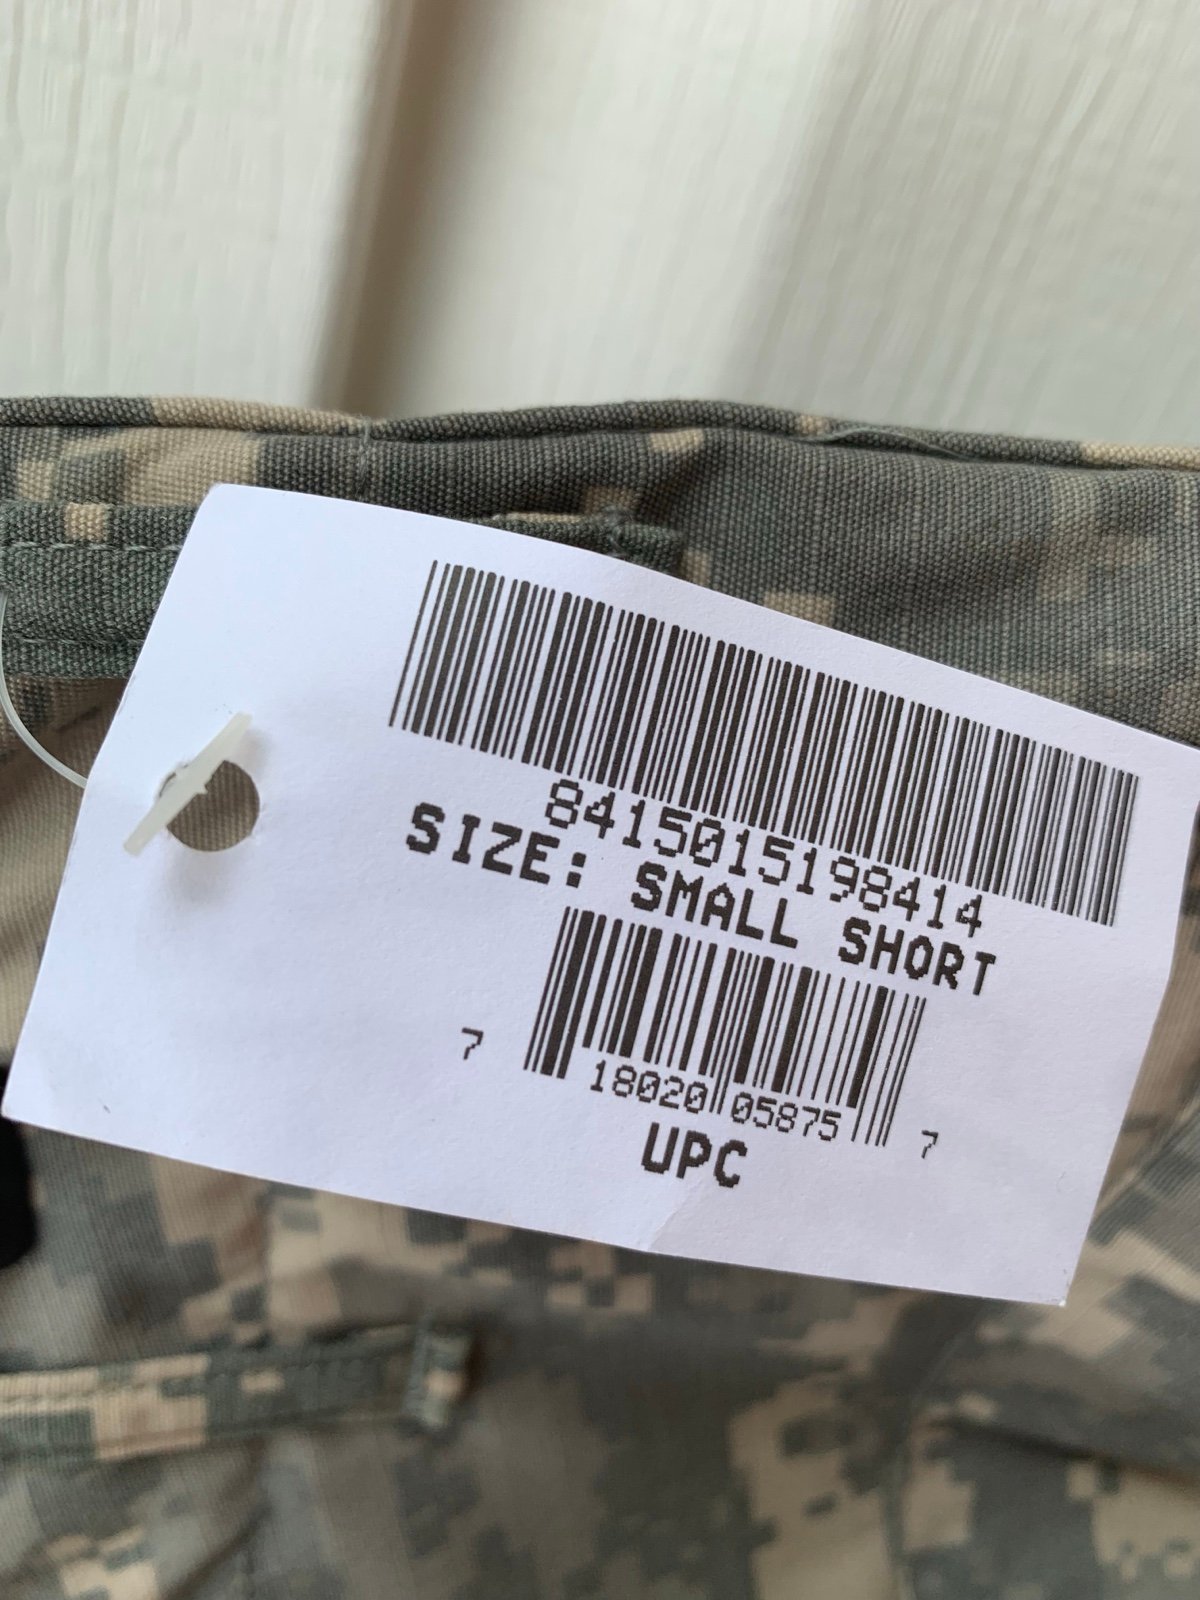 8415015198414
SIZE: SMALL SHORT
7 18020 05875 7
UPC